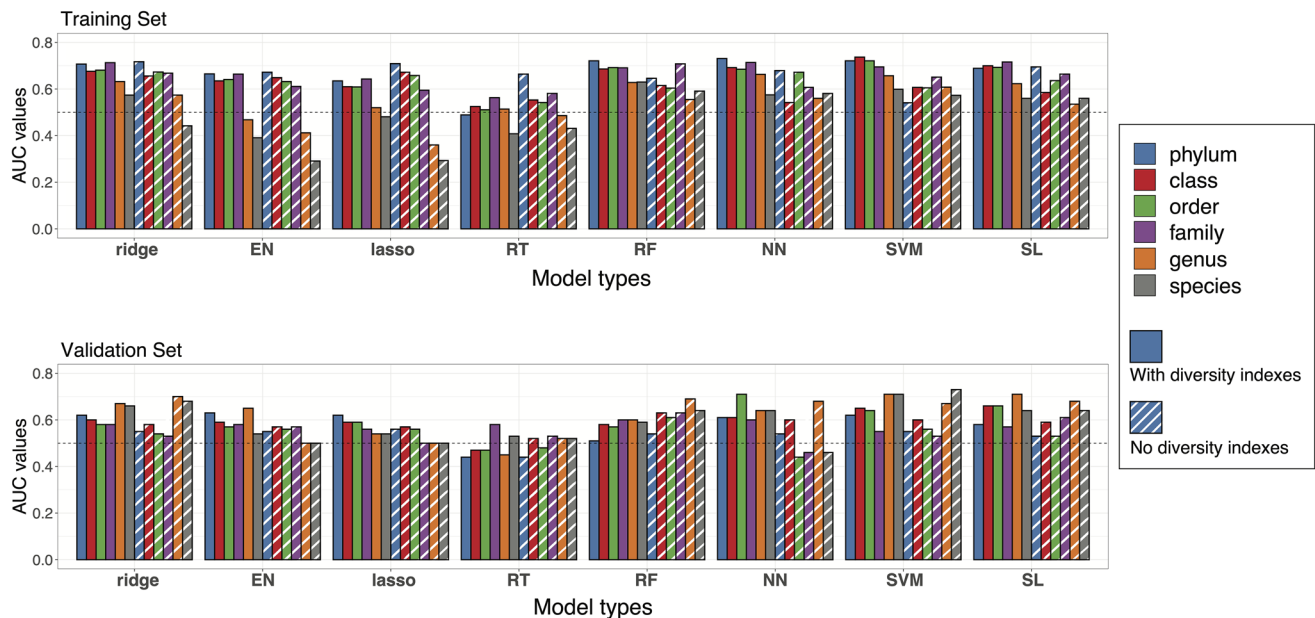 Training Set
0.8
0.6
0.4
0.2
0.0
AUC values
ridge EN lasso RT RF NN SVM SL
Model types
Validation Set
0.8
0.6
0.4
0.2
0.0
AUC values
ridge EN lasso RT RF NN SVM SL
Model types
phylum
class
order
family
genus
species
With diversity indexes
No diversity indexes